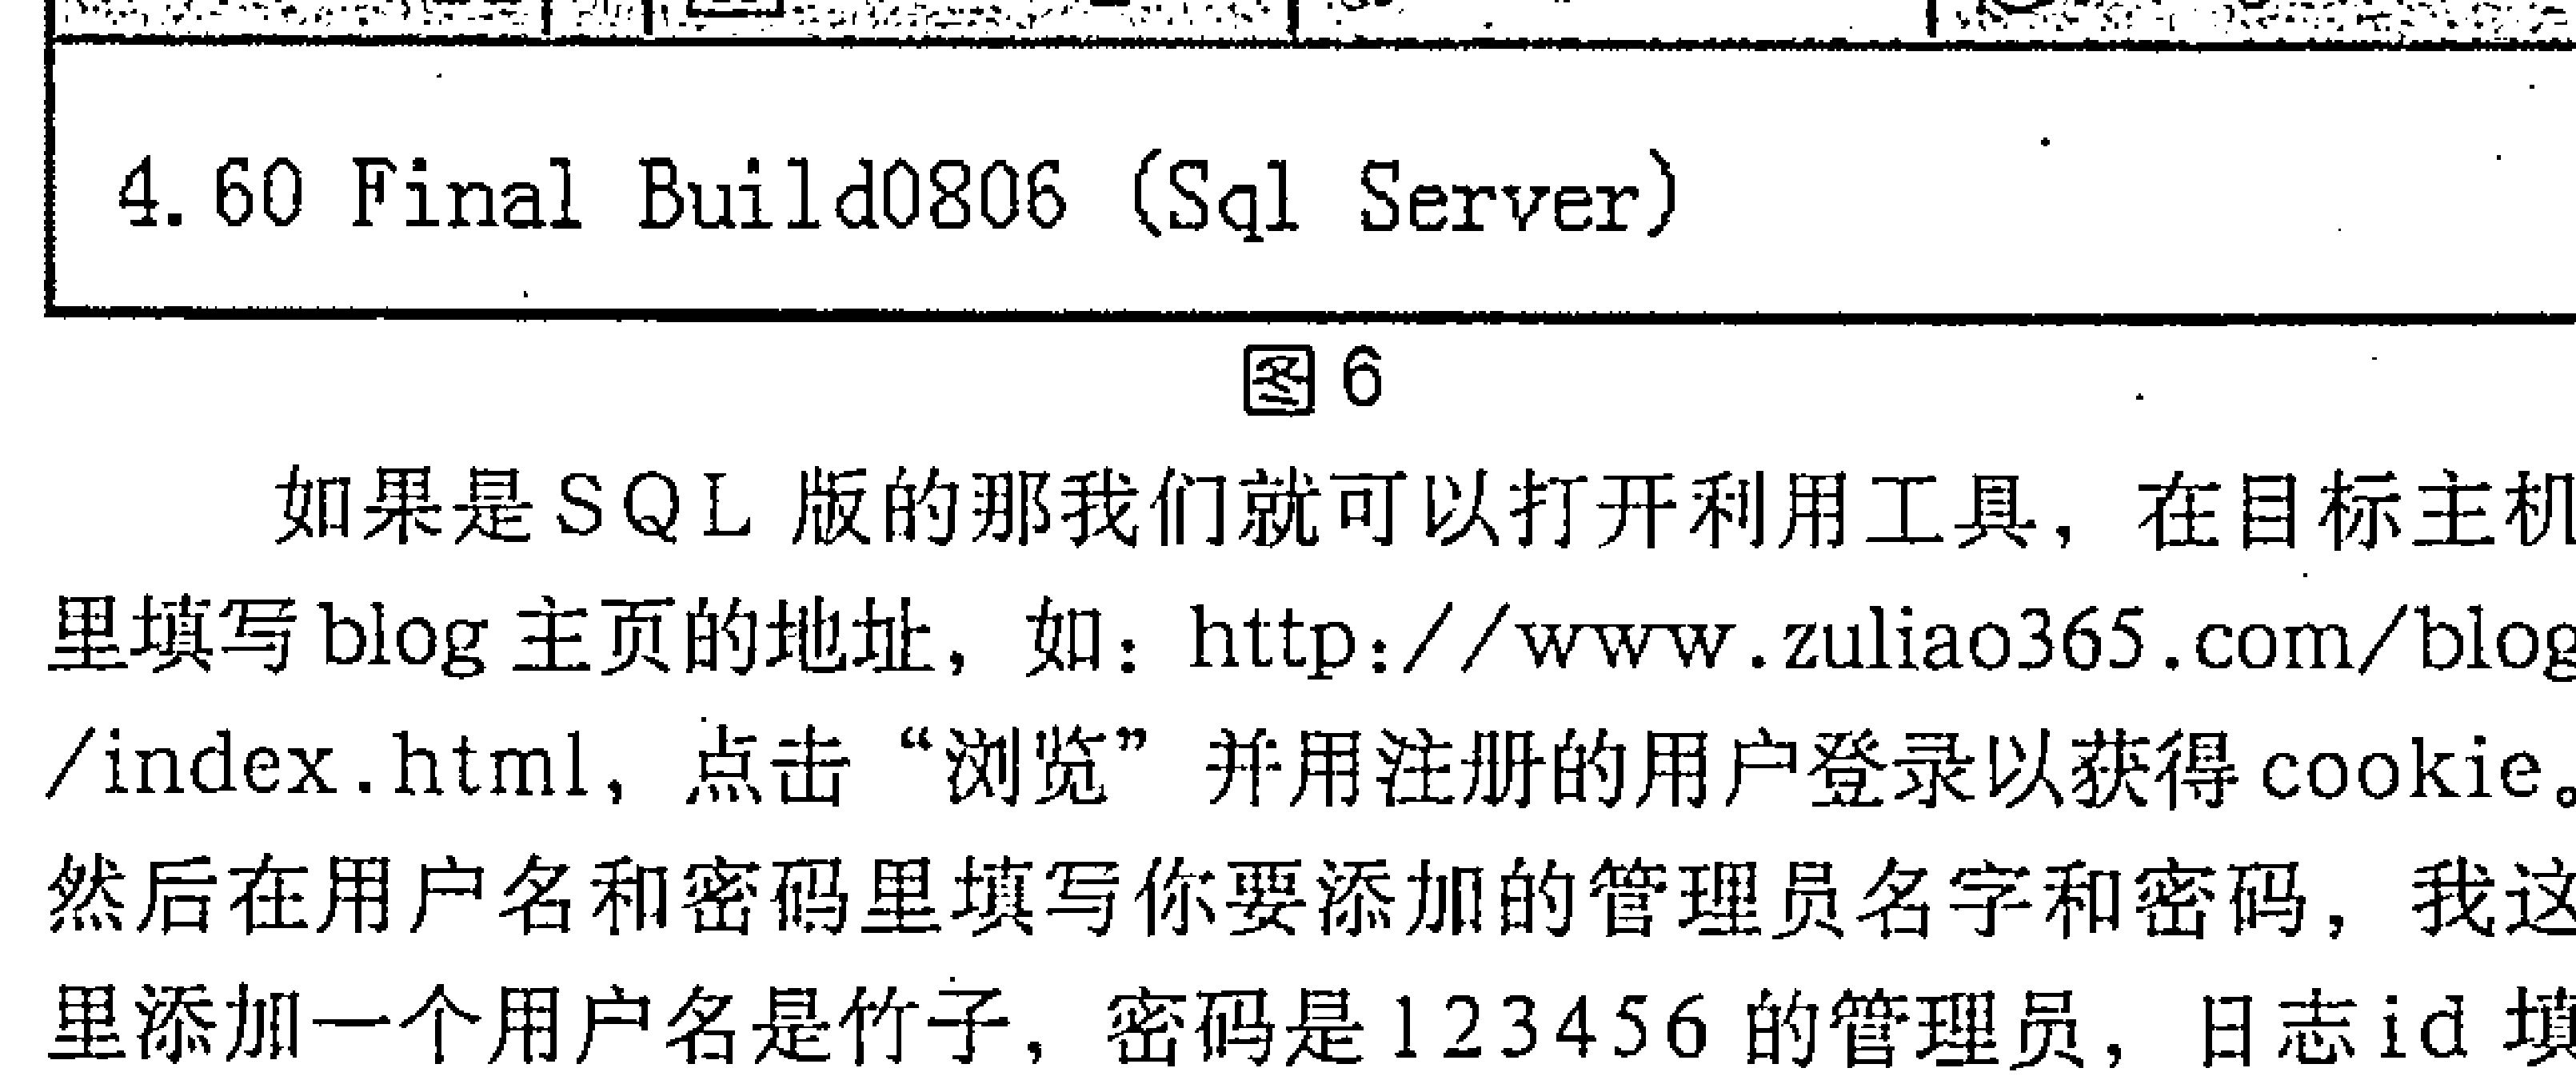 4.60 Final Build0806 (Sql Server)
图6
如果是SQL版的那我们就可以打开利用工具，在目标主机
里填写blog主页的地址，如：http://www.zuliao365.com/blog
/index.html，点击“浏览”并用注册的用户登录以获得cookie。
然后在用户名和密码里填写你要添加的管理员名字和密码，我这
里添加一个用户名是竹子，密码是123456的管理员，日志id填